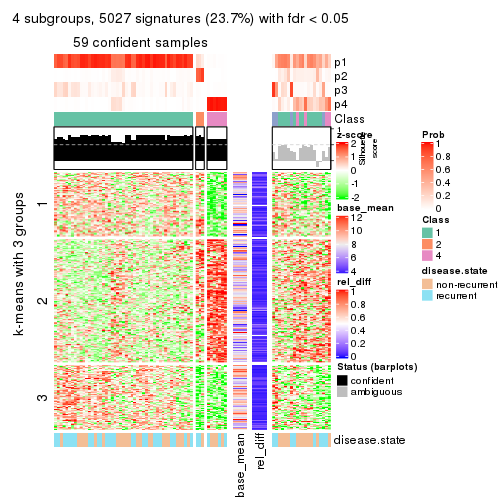 4 subgroups, 5027 signatures (23.7%) with fdr < 0.05
59 confident samples
p1
p2
p3
p4
Class
1
Silhouette
score
k-means with 3 groups
1
2
3
base_mean
rel_diff
disease.state
z-score
2
1
0
-1
-2
base_mean
12
10
8
6
4
rel_diff
1
0.8
0.6
0.4
0.2
0
Status (barplots)
confident
ambiguous
Prob
1
0.8
0.6
0.4
0.2
0
Class
1
2
4
disease.state
non-recurrent
recurrent